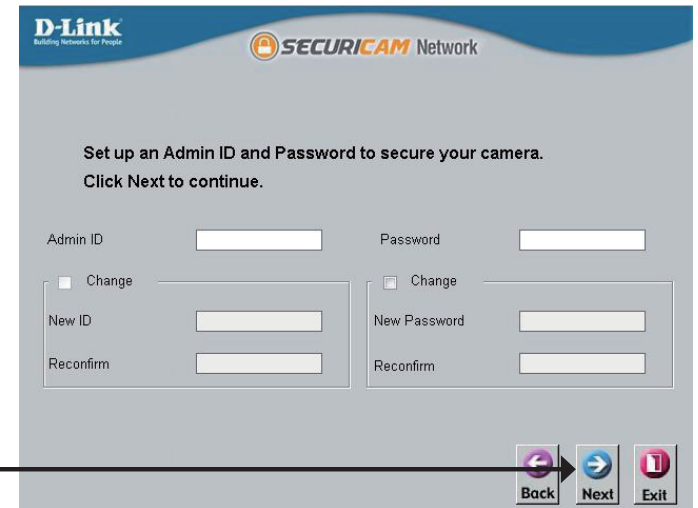 D-Link
Building Networks for People
SECURICAM Network
Set up an Admin ID and Password to secure your camera.
Click Next to continue.
Admin ID
Password
Change
Change
New ID
New Password
Reconfirm
Reconfirm
Back
Next
Exit